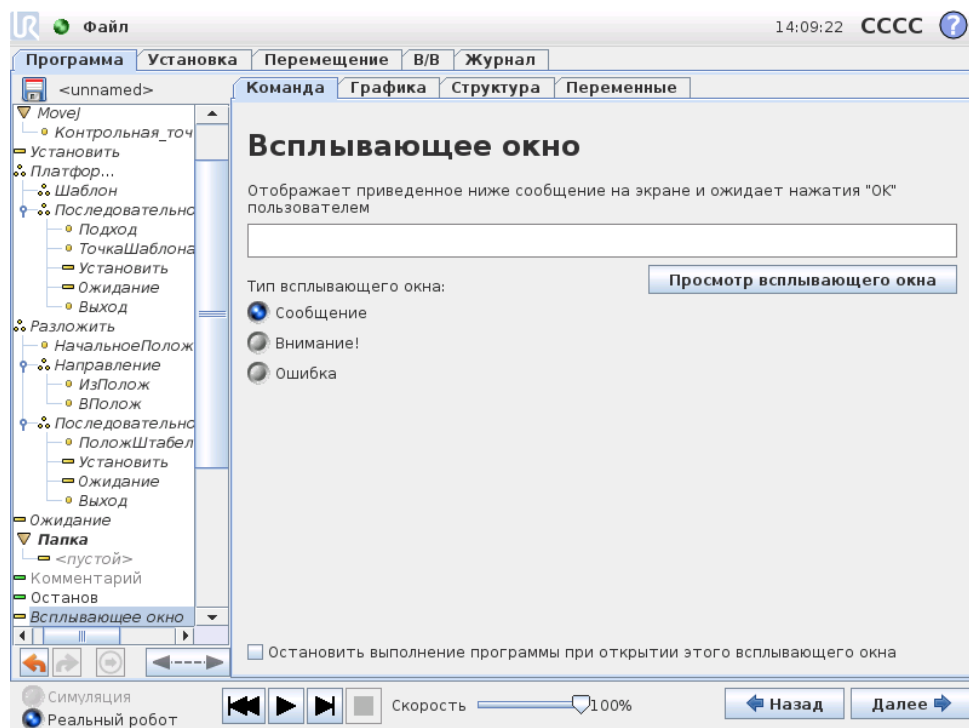 Файл
14:09:22 CCCC ?
Программа Установка Перемещение В/В Журнал
<unnamed>
Команда Графика Структура Переменные
MoveJ
Контрольная_точ
Установить
Платфор...
Шаблон
Последовательно
Подход
ТочкаШаблона
Установить
Ожидание
Выход
Разложить
НачальноеПолож
Направление
ИзПолож
ВПолож
Последовательно
ПоложШтабел
Установить
Ожидание
Выход
Ожидание
Папка
<пустой>
Комментарий
Останов
Всплывающее окно
Всплывающее окно
Отображает приведенное ниже сообщение на экране и ожидает нажатия "OK"
пользователем
Просмотр всплывающего окна
Тип всплывающего окна:
Сообщение
Внимание!
Ошибка
Остановить выполнение программы при открытии этого всплывающего окна
Симуляция
Реальный робот
Скорость 100%
Назад Далее